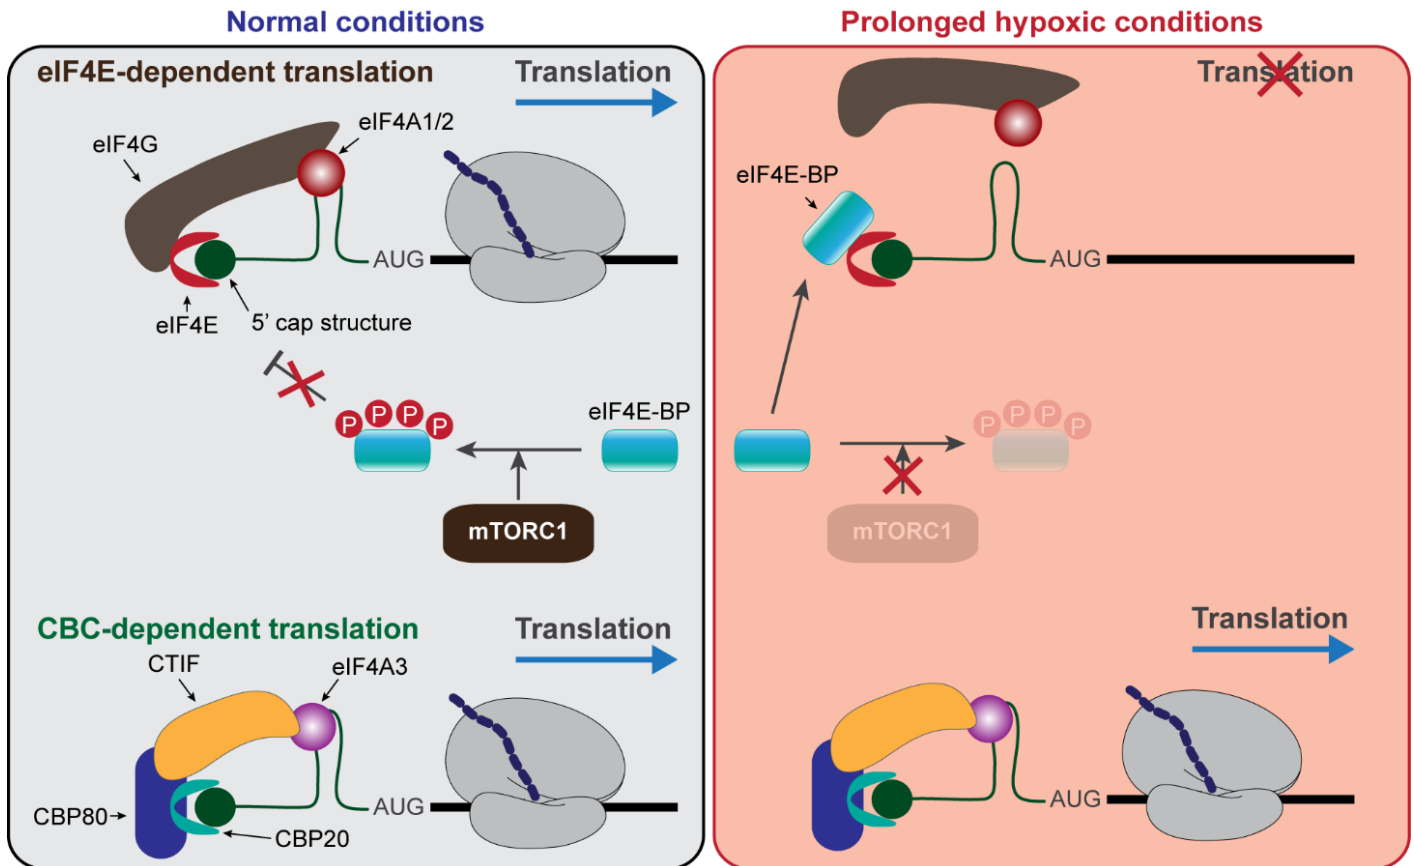 Normal conditions
eIF4E-dependent translation
Translation
eIF4G
eIF4A1/2
AUG
eIF4E
5' cap structure
P P P P
eIF4E-BP
mTORC1
CBC-dependent translation
Translation
CTIF
eIF4A3
AUG
CBP80
CBP20
Prolonged hypoxic conditions
Translation
eIF4E-BP
AUG
P P P P
mTORC1
Translation
AUG